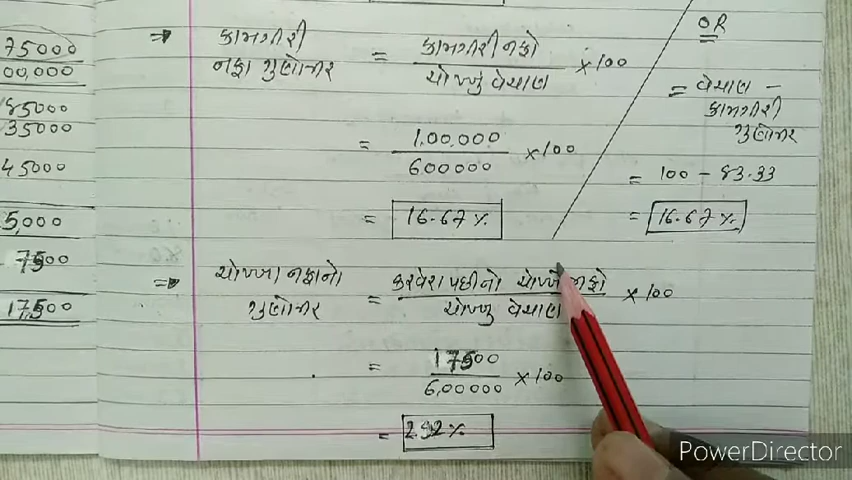 75000
00,000
85000
35000
45000
5,000
7500
17,500
⇒ કામગીરી નફા ગુણોત્તર = કામગીરી નફો / ચોખ્ખુ વેચાણ × 100
= 1,00,000 / 600000 × 100
= 16.67 %
OR
= વેચાણ -
કામગીરી
ગુણોત્તર
= 100 - 83.33
= 16.67 %
⇒ ચોખ્ખા નફાનો ગુણોત્તર = કરવેરા પછીનો ચોખ્ખો નફો / ચોખ્ખુ વેચાણ × 100
= 17500 / 6,00000 × 100
= 2.92 %
PowerDirector